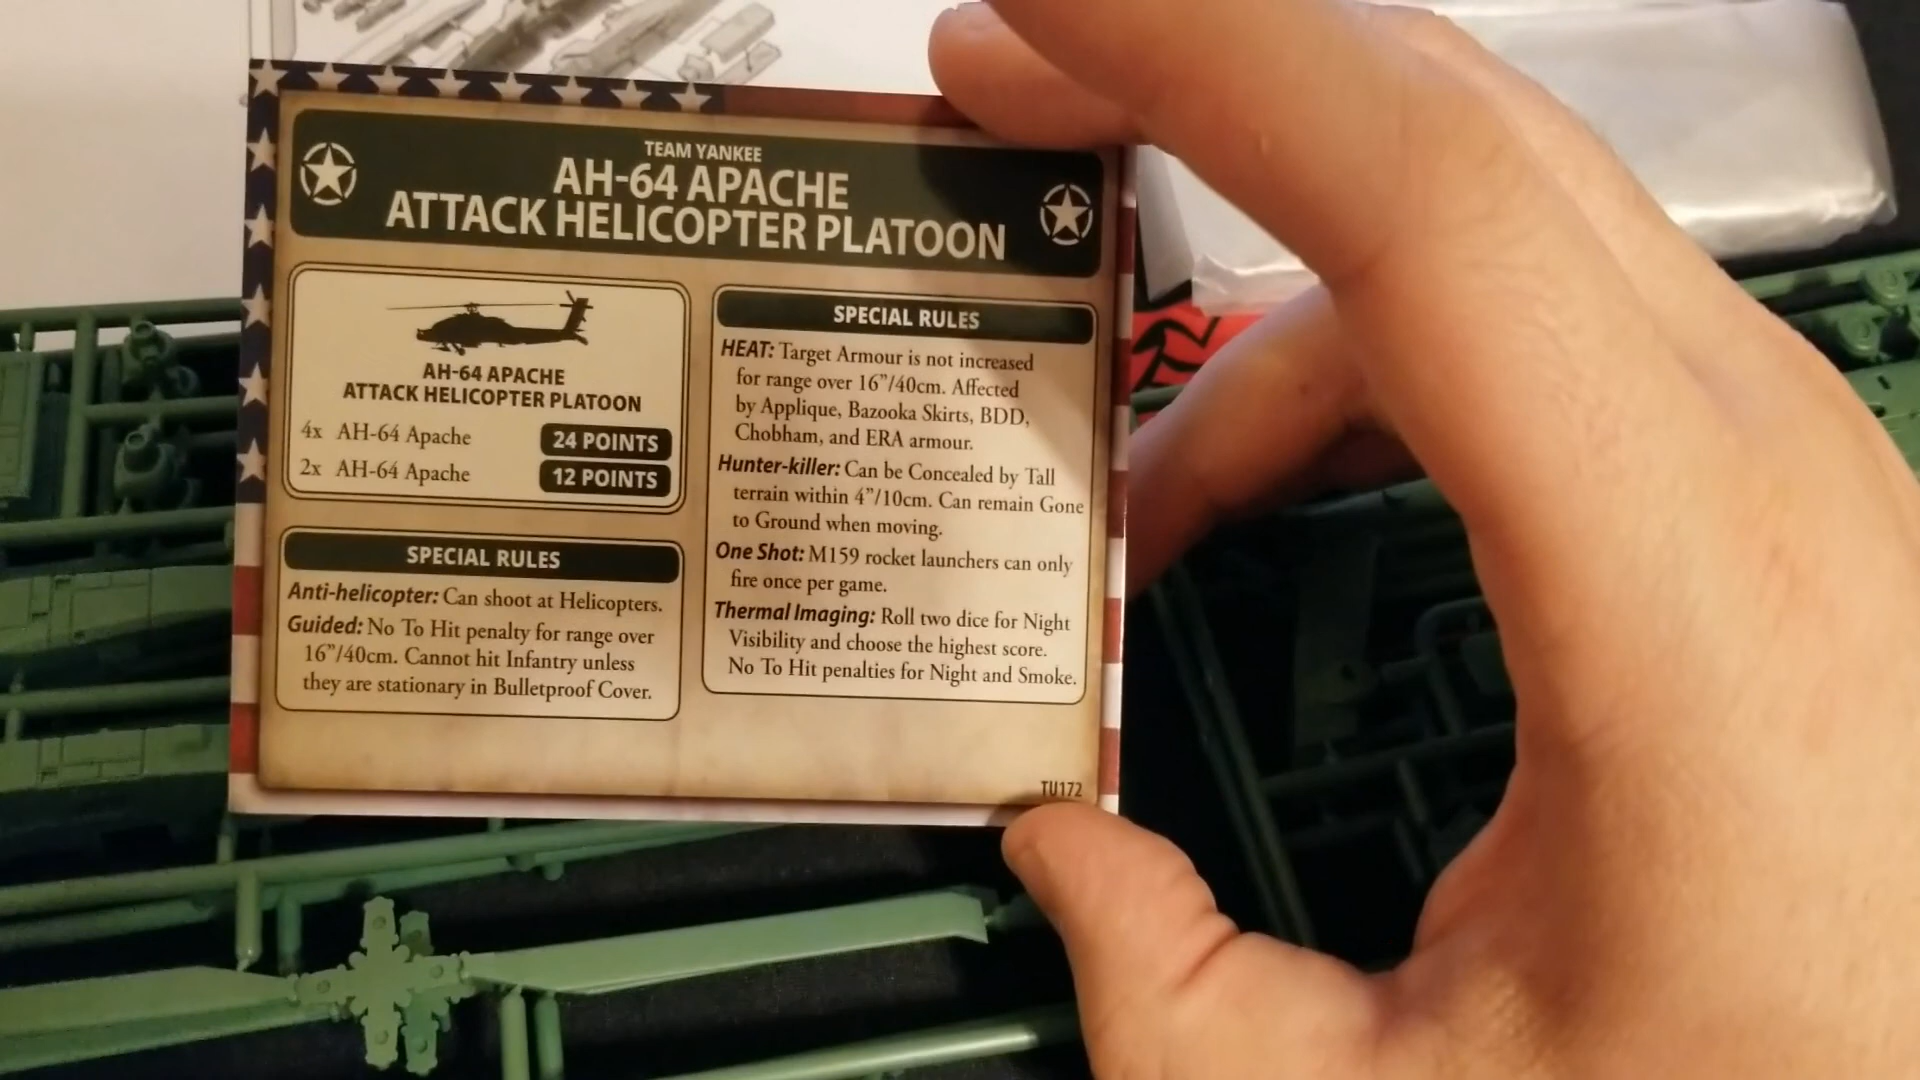 TEAM YANKEE
AH-64 APACHE
ATTACK HELICOPTER PLATOON
AH-64 APACHE
ATTACK HELICOPTER PLATOON
4x AH-64 Apache 24 POINTS
2x AH-64 Apache 12 POINTS
SPECIAL RULES
Anti-helicopter: Can shoot at Helicopters.
Guided: No To Hit penalty for range over
16”/40cm. Cannot hit Infantry unless
they are stationary in Bulletproof Cover.
SPECIAL RULES
HEAT: Target Armour is not increased
for range over 16”/40cm. Affected
by Applique, Bazooka Skirts, BDD,
Chobham, and ERA armour.
Hunter-killer: Can be Concealed by Tall
terrain within 4”/10cm. Can remain Gone
to Ground when moving.
One Shot: M159 rocket launchers can only
fire once per game.
Thermal Imaging: Roll two dice for Night
Visibility and choose the highest score.
No To Hit penalties for Night and Smoke.
TU172